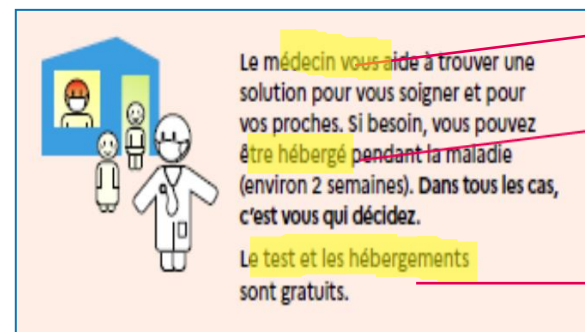 Le médecin vous aide à trouver une
solution pour vous soigner et pour
vos proches. Si besoin, vous pouvez
être hébergé pendant la maladie
(environ 2 semaines). Dans tous les cas,
c'est vous qui décidez.
Le test et les hébergements
sont gratuits.